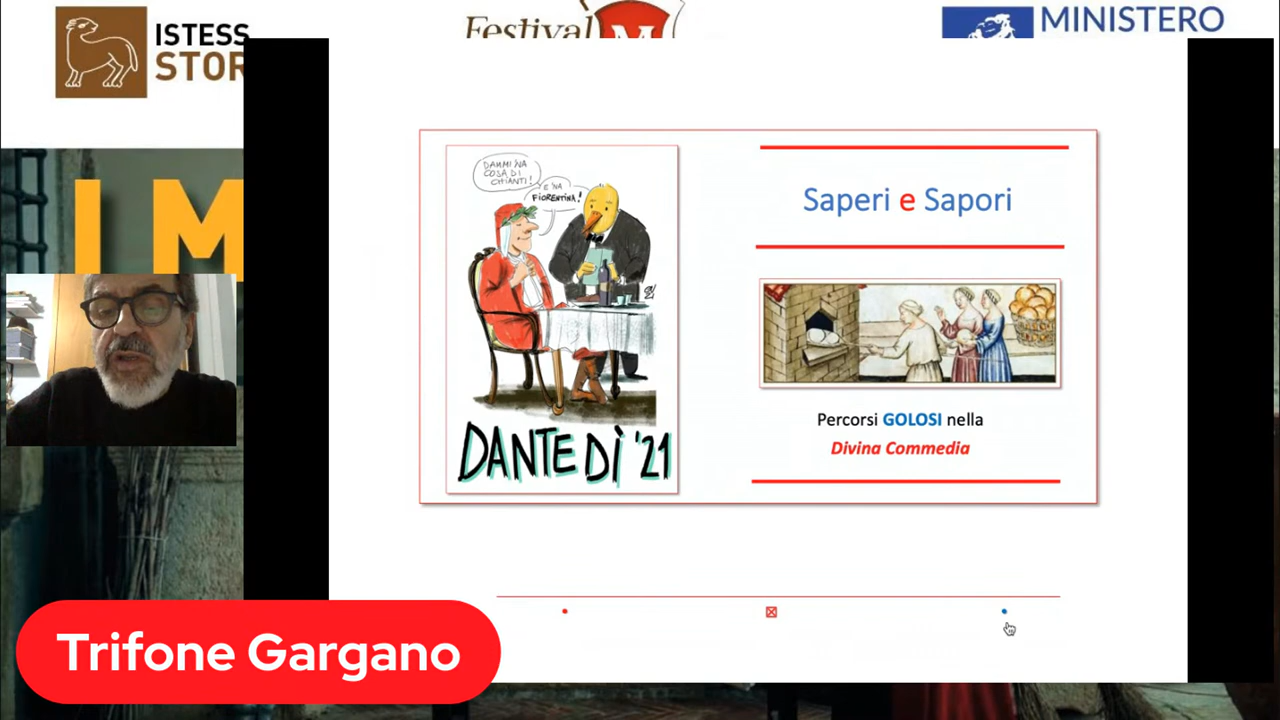 ISTESS
STOR
Festival
M
MINISTERO
I M
DAMMI 'NA
COSA DI
CHIANTI!
E 'NA
FIORENTINA!
DANTE DÌ '21
Saperi e Sapori
Percorsi GOLOSI nella
Divina Commedia
Trifone Gargano